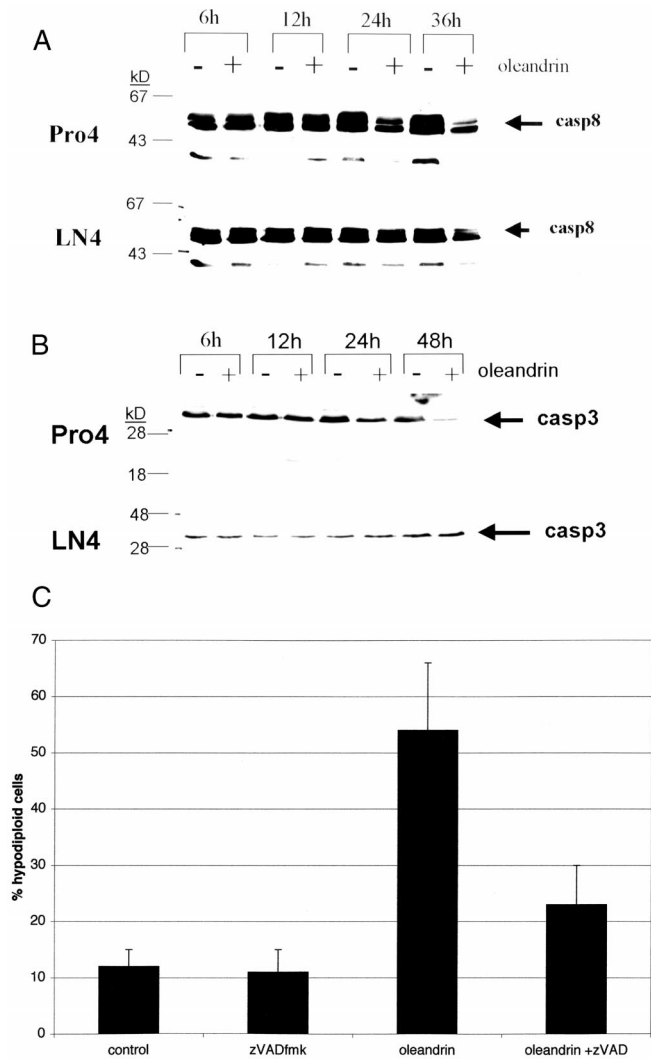 A
6h 12h 24h 36h
- + - + - + - + oleandrin
kD
67
Pro4 casp8
43
67
LN4 casp8
43
B
6h 12h 24h 48h
- + - + - + - + oleandrin
kD
Pro4 casp3
28
18
48
LN4 casp3
28
C
70
60
50
40
30
20
10
0
% hypodiploid cells
control zVADfmk oleandrin oleandrin +zVAD